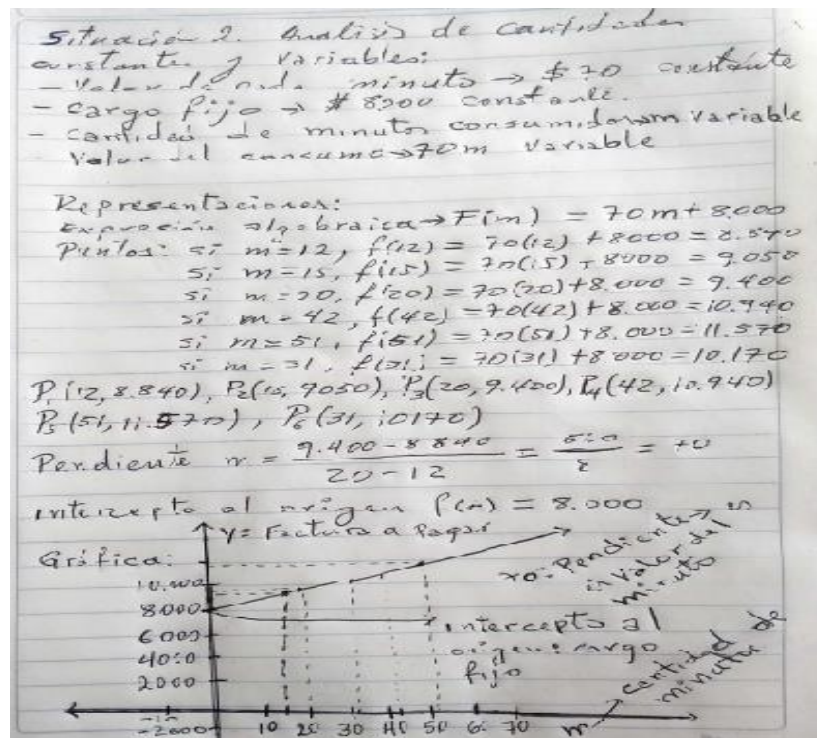 Situación 2. Analisis de cantidades
constantes y variables:
- Valor de cada minuto → $ 70 constante
- cargo fijo → $ 8000 constante.
- cantidad de minutos consumidos → m variable
Valor del consumo → 70m variable
Representaciones:
Expresión algebraica → F(m) = 70m + 8.000
Puntos: si m = 12, f(12) = 70(12) + 8000 = 8.840
si m = 15, f(15) = 70(15) + 8000 = 9.050
si m = 20, f(20) = 70(20) + 8.000 = 9.400
si m = 42, f(42) = 70(42) + 8.000 = 10.940
si m = 51, f(51) = 70(51) + 8.000 = 11.570
si m = 31, f(31) = 70(31) + 8000 = 10.170
P₁(12, 8.840), P₂(15, 9050), P₃(20, 9.400), P₄(42, 10.940)
P₅(51, 11.570), P₆(31, 10170)
Pendiente m = 9.400 - 8840 / 20 - 12 = 560 / 8 = 70
intercepto al origen = 8.000
Y = Factura a Pagar
Gráfica:
70 = Pendiente → es
el valor del
minuto
10.000
8.000
6000
4000
2000
intercepto al
origen: cargo
fijo
m → cantidad de
minutos
-2000
10 20 30 40 50 60 70